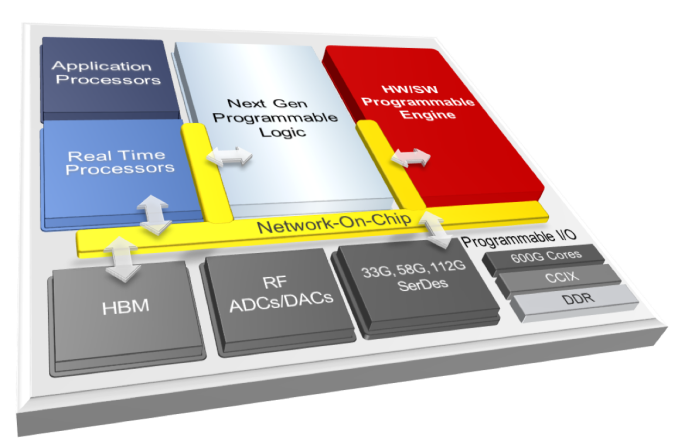 Application
Processors
Real Time
Processors
Next Gen
Programmable
Logic
HW/SW
Programmable
Engine
Network-On-Chip
HBM
RF
ADCs/DACs
33G, 58G, 112G
SerDes
Programmable I/O
600G Cores
CCIX
DDR